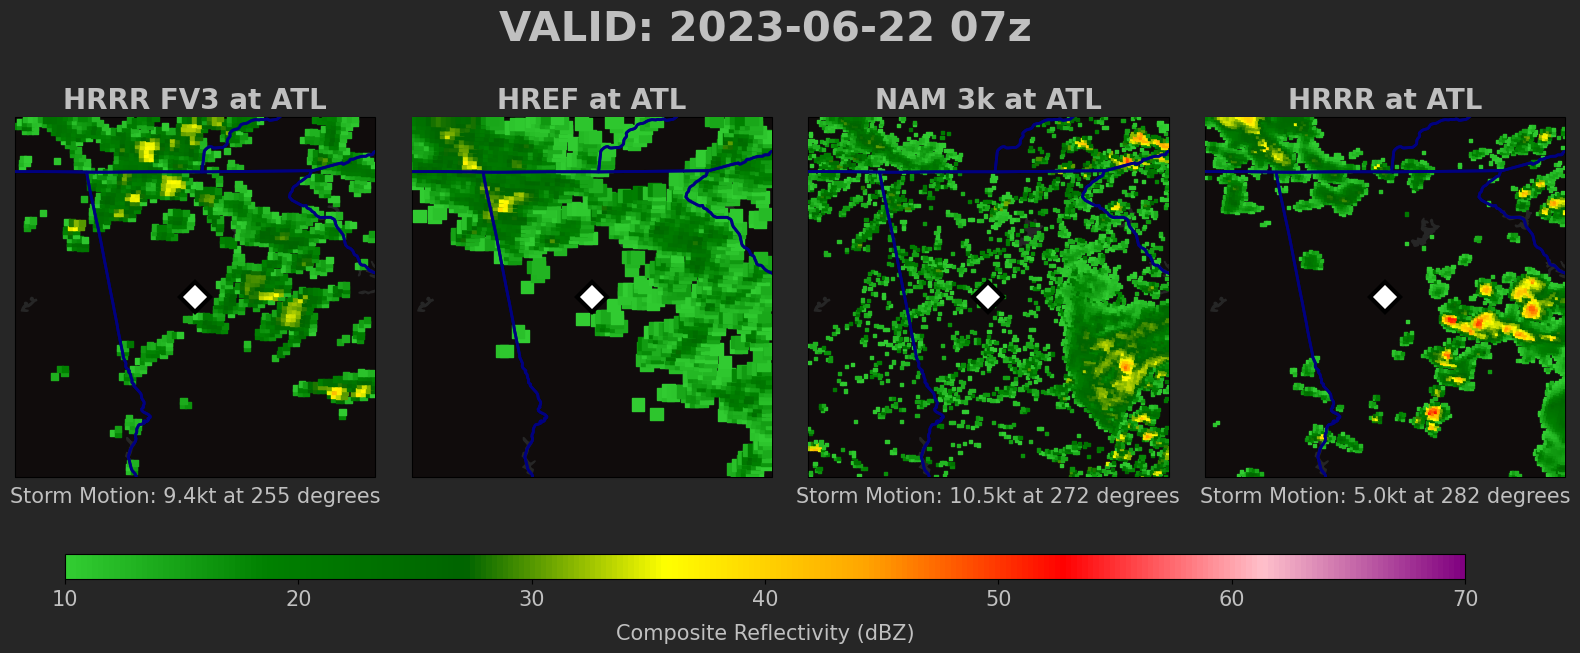 VALID: 2023-06-22 07z
HRRR FV3 at ATL
HREF at ATL
NAM 3k at ATL
HRRR at ATL
Storm Motion: 9.4kt at 255 degrees
Storm Motion: 10.5kt at 272 degrees
Storm Motion: 5.0kt at 282 degrees
10 20 30 40 50 60 70
Composite Reflectivity (dBZ)